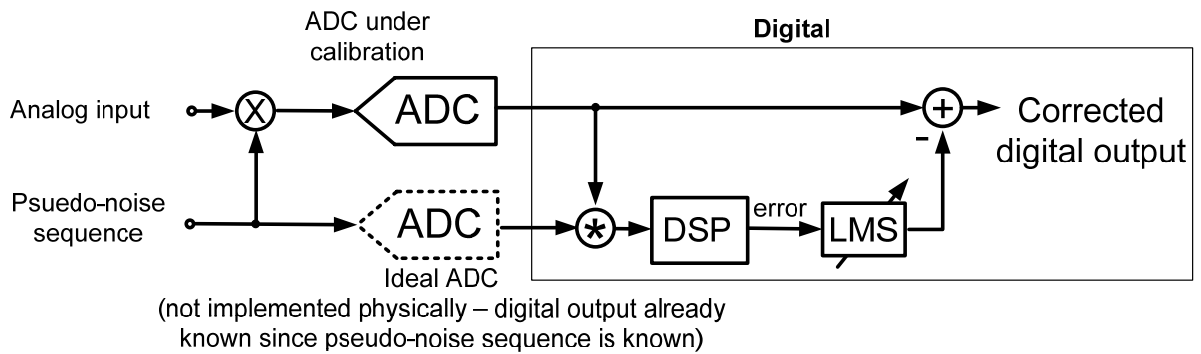 ADC under
calibration
Digital
Analog input
X
ADC
+
Corrected
digital output
-
Psuedo-noise
sequence
ADC
*
DSP
error
LMS
Ideal ADC
(not implemented physically – digital output already
known since pseudo-noise sequence is known)